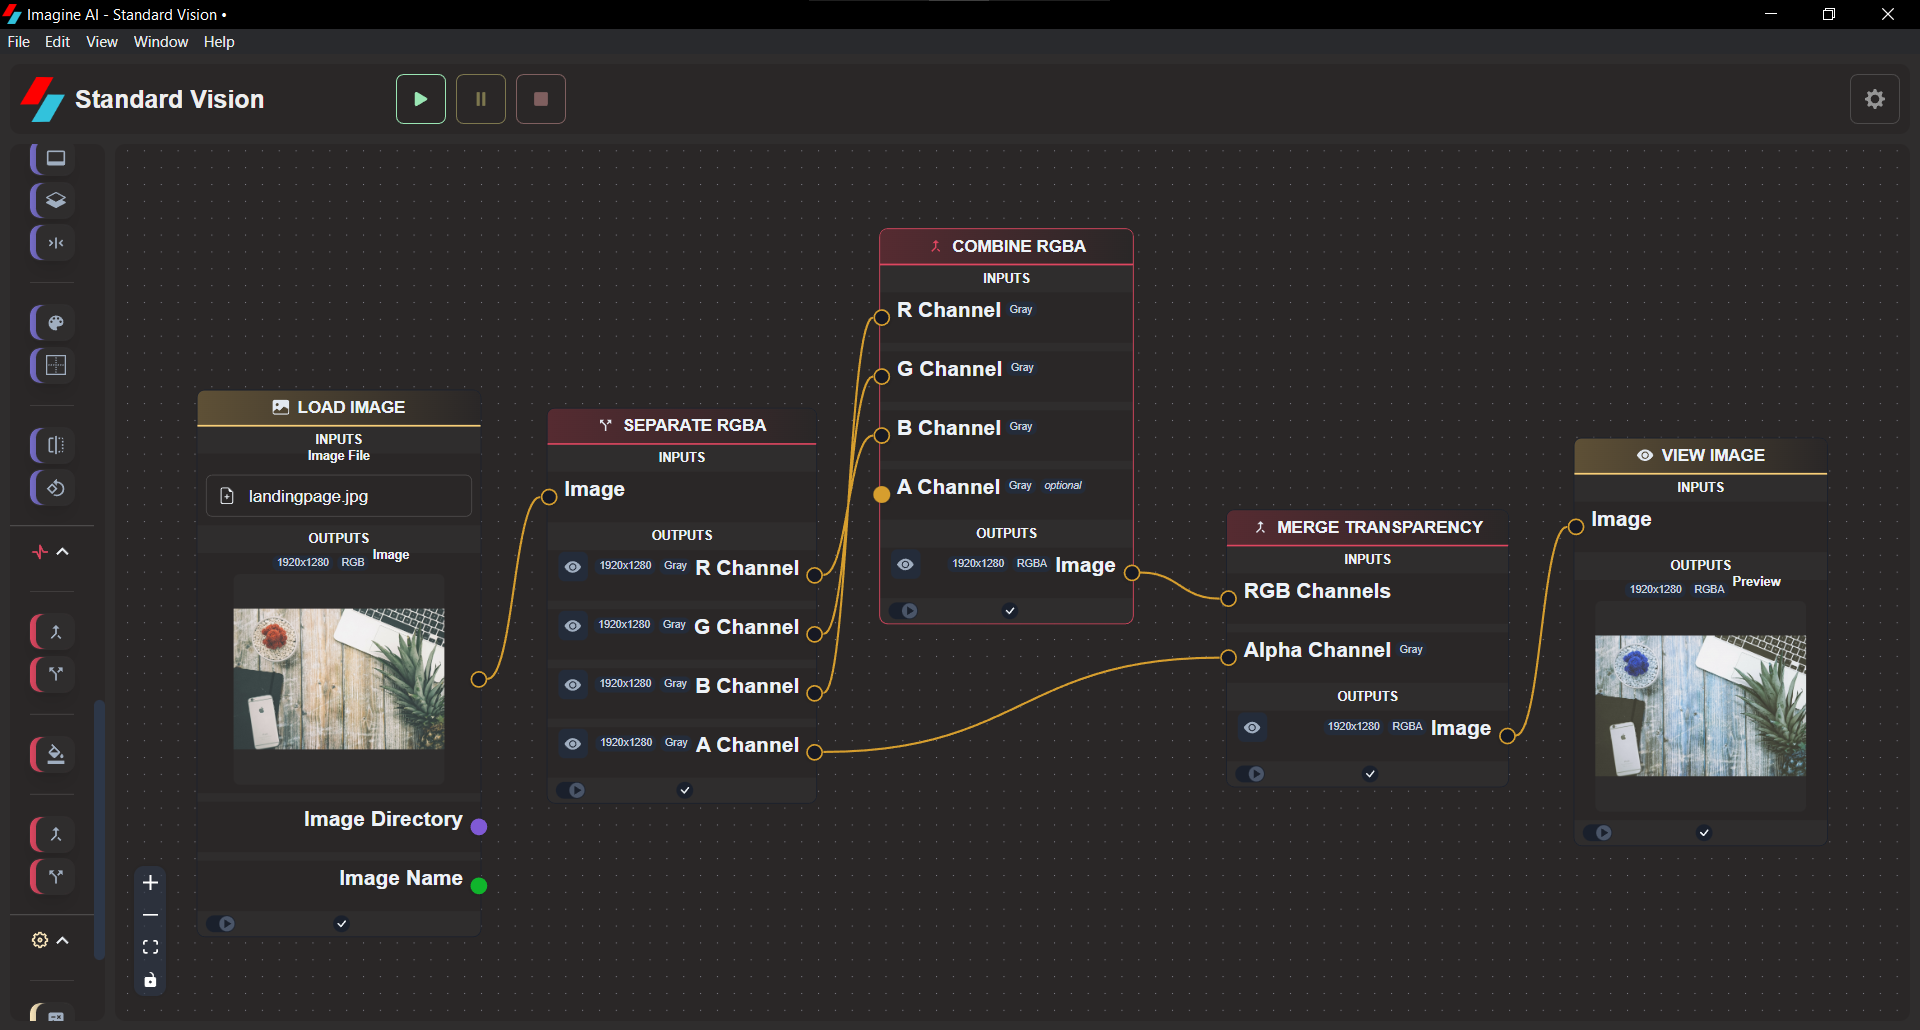 Imagine AI - Standard Vision •
File Edit View Window Help
Standard Vision
LOAD IMAGE
INPUTS
Image File
landingpage.jpg
OUTPUTS
1920x1280 RGB Image
Image Directory
Image Name
SEPARATE RGBA
INPUTS
Image
OUTPUTS
1920x1280 Gray R Channel
1920x1280 Gray G Channel
1920x1280 Gray B Channel
1920x1280 Gray A Channel
COMBINE RGBA
INPUTS
R Channel Gray
G Channel Gray
B Channel Gray
A Channel Gray optional
OUTPUTS
1920x1280 RGBA Image
MERGE TRANSPARENCY
INPUTS
RGB Channels
Alpha Channel Gray
OUTPUTS
1920x1280 RGBA Image
VIEW IMAGE
INPUTS
Image
OUTPUTS
1920x1280 RGBA Preview